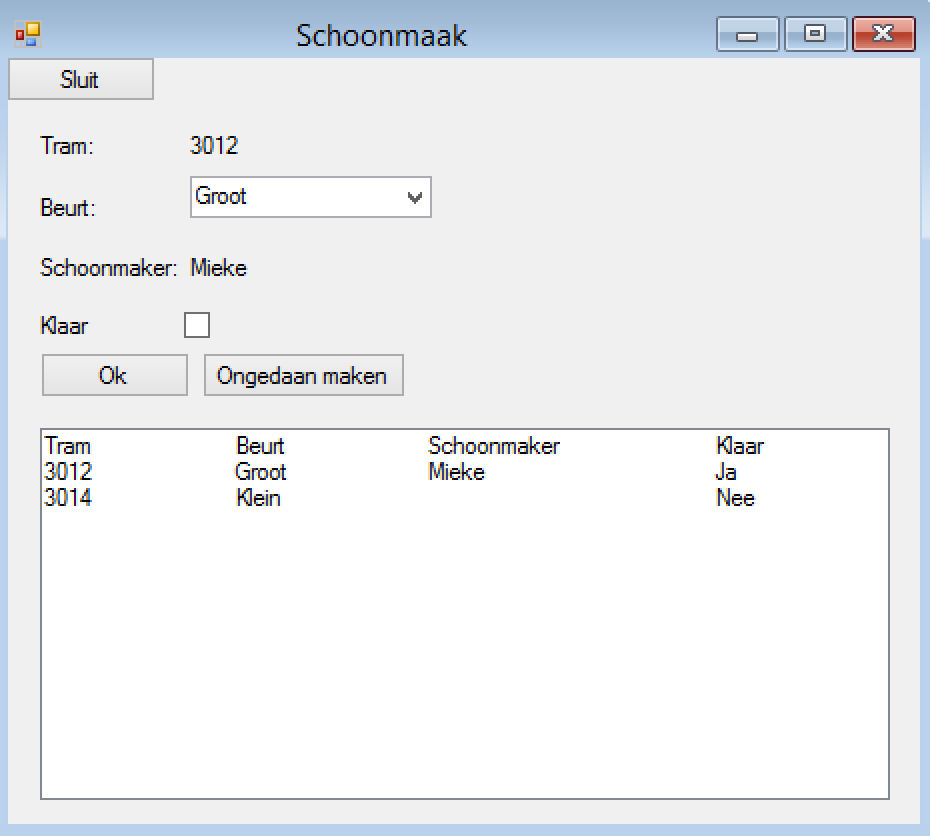 Schoonmaak
Sluit
Tram: 3012
Beurt: Groot
Schoonmaker: Mieke
Klaar
Ok Ongedaan maken
Tram Beurt Schoonmaker Klaar
3012 Groot Mieke Ja
3014 Klein Nee